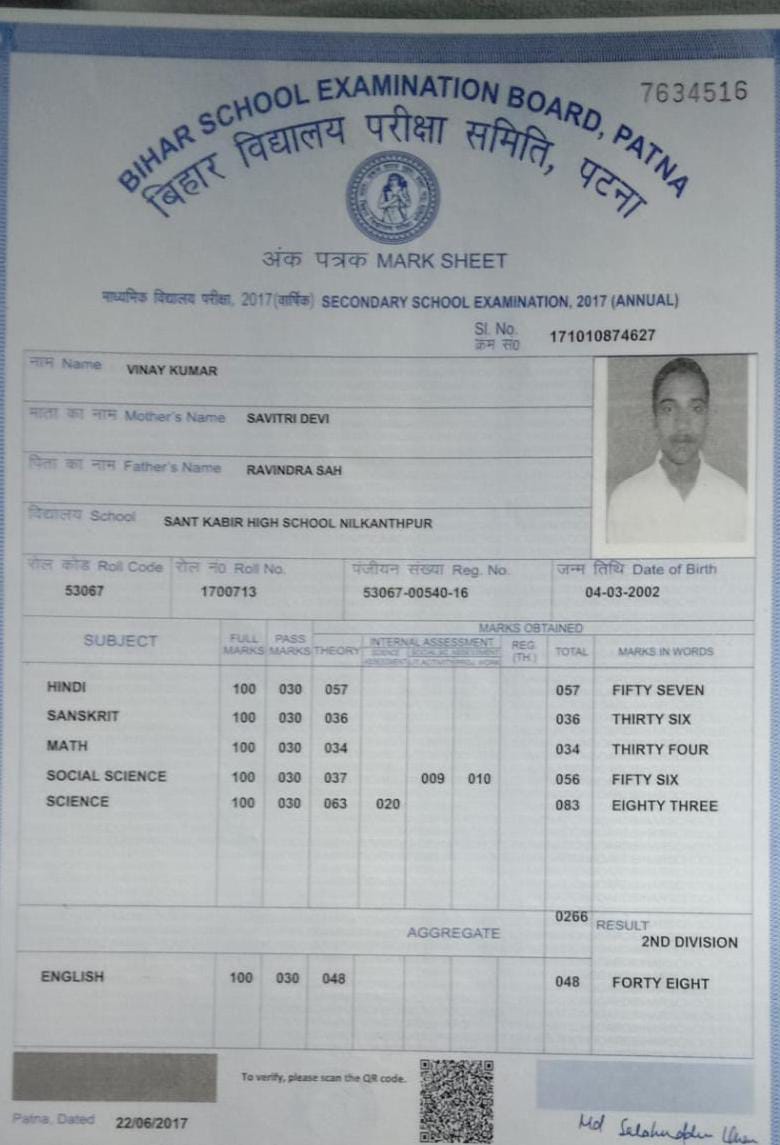 7634516
BIHAR SCHOOL EXAMINATION BOARD, PATNA
बिहार विद्यालय परीक्षा समिति, पटना
अंक पत्रक MARK SHEET
माध्यमिक विद्यालय परीक्षा, 2017 (वार्षिक) SECONDARY SCHOOL EXAMINATION, 2017 (ANNUAL)
Sl. No. 171010874627
क्रम सं०
नाम Name VINAY KUMAR
माता का नाम Mother's Name SAVITRI DEVI
पिता का नाम Father's Name RAVINDRA SAH
विद्यालय School SANT KABIR HIGH SCHOOL NILKANTHPUR
रोल कोड Roll Code रोल नं० Roll No. पंजीयन संख्या Reg. No. जन्म तिथि Date of Birth
53067 1700713 53067-00540-16 04-03-2002
MARKS OBTAINED
SUBJECT FULL MARKS PASS MARKS THEORY INTERNAL ASSESSMENT REG. (TH.) TOTAL MARKS IN WORDS
HINDI 100 030 057 057 FIFTY SEVEN
SANSKRIT 100 030 036 036 THIRTY SIX
MATH 100 030 034 034 THIRTY FOUR
SOCIAL SCIENCE 100 030 037 009 010 056 FIFTY SIX
SCIENCE 100 030 063 020 083 EIGHTY THREE
AGGREGATE 0266 RESULT
2ND DIVISION
ENGLISH 100 030 048 048 FORTY EIGHT
To verify, please scan the QR code.
Patna, Dated 22/06/2017
Md